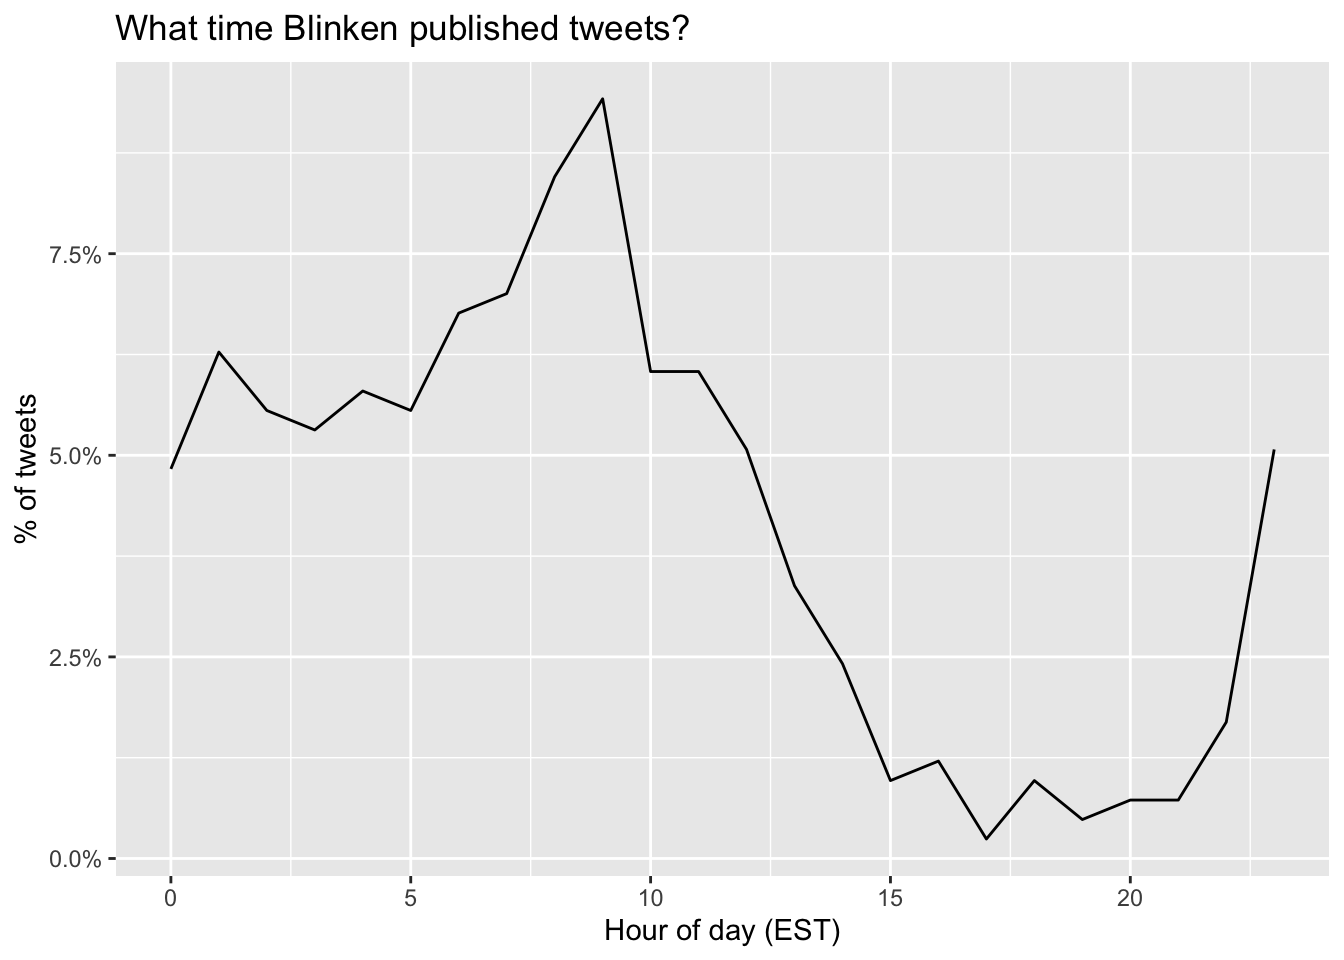 What time Blinken published tweets?
% of tweets
7.5%
5.0%
2.5%
0.0%
0 5 10 15 20
Hour of day (EST)